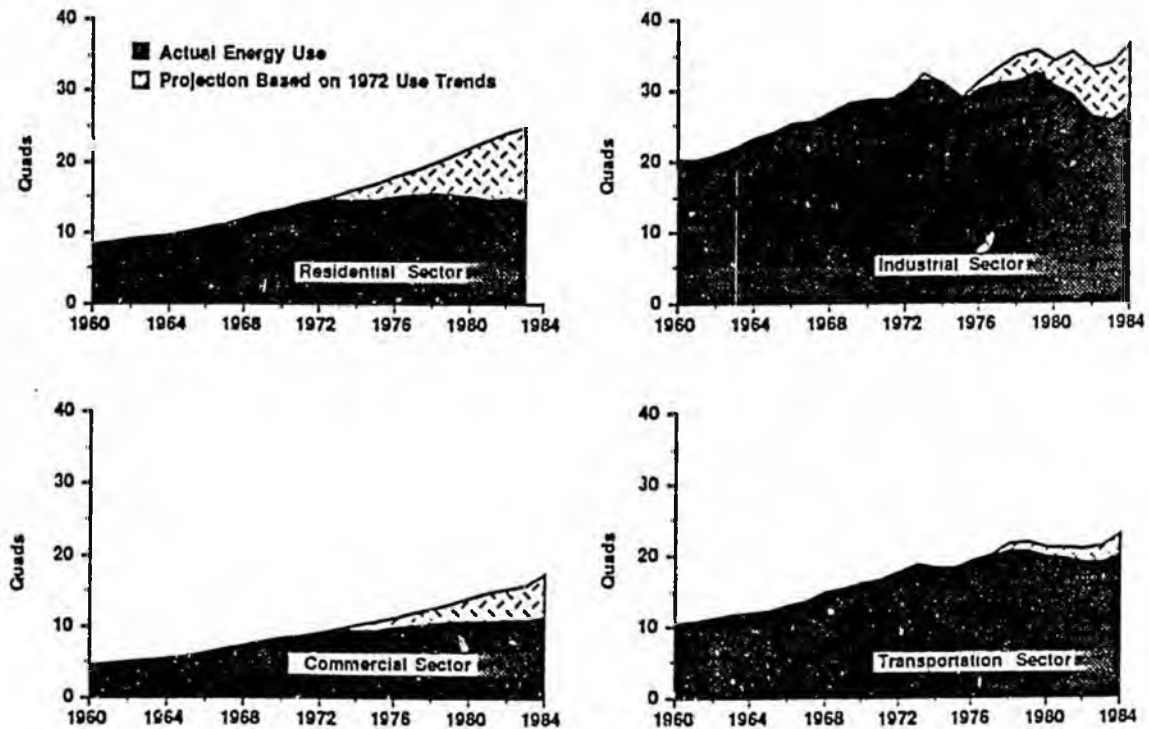 40
30
20
10
0
Quads
Actual Energy Use
Projection Based on 1972 Use Trends
Residential Sector
1960 1964 1968 1972 1976 1980 1984
40
30
20
10
0
Quads
Industrial Sector
1960 1964 1968 1972 1976 1980 1984
40
30
20
10
0
Quads
Commercial Sector
1960 1964 1968 1972 1976 1980 1984
40
30
20
10
0
Quads
Transportation Sector
1960 1964 1968 1972 1976 1980 1984